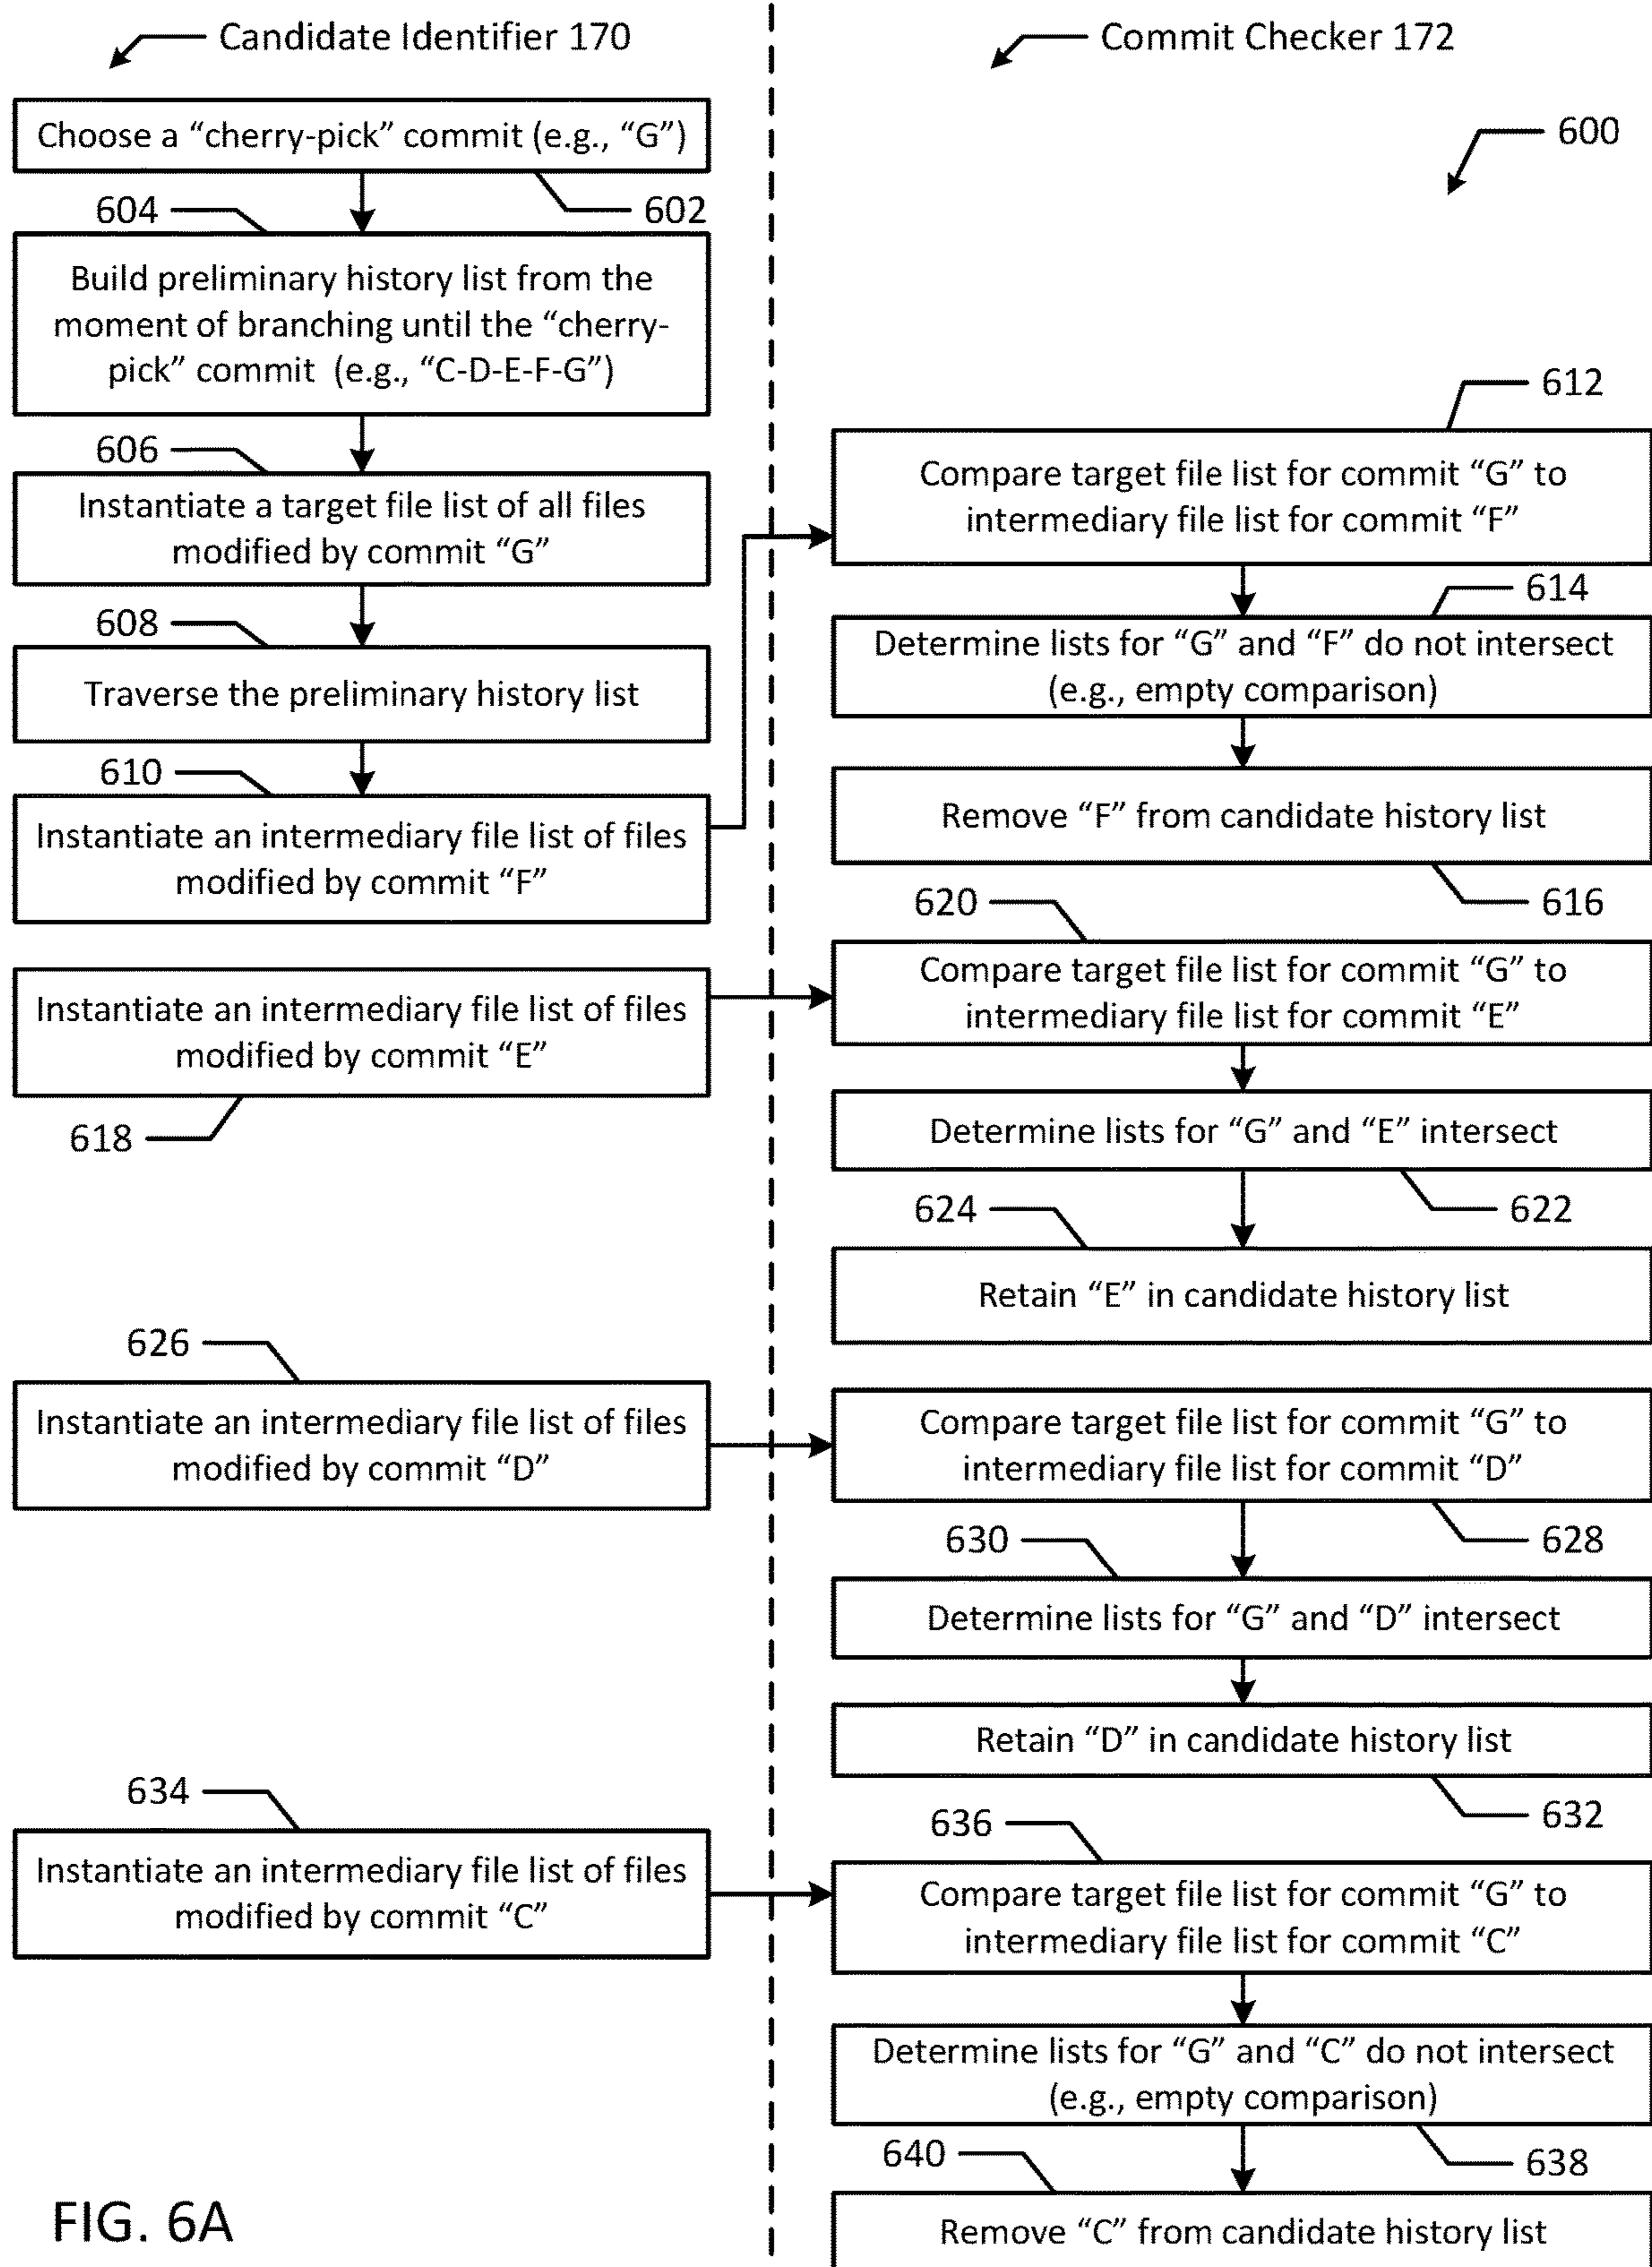 Candidate Identifier 170
Choose a “cherry-pick” commit (e.g., “G”)
602
604
Build preliminary history list from the
moment of branching until the “cherry-
pick” commit (e.g., “C-D-E-F-G”)
606
Instantiate a target file list of all files
modified by commit “G”
608
Traverse the preliminary history list
610
Instantiate an intermediary file list of files
modified by commit “F”
Instantiate an intermediary file list of files
modified by commit “E”
618
626
Instantiate an intermediary file list of files
modified by commit “D”
634
Instantiate an intermediary file list of files
modified by commit “C”
Commit Checker 172
600
612
Compare target file list for commit “G” to
intermediary file list for commit “F”
614
Determine lists for “G” and “F” do not intersect
(e.g., empty comparison)
Remove “F” from candidate history list
616
620
Compare target file list for commit “G” to
intermediary file list for commit “E”
Determine lists for “G” and “E” intersect
622
624
Retain “E” in candidate history list
Compare target file list for commit “G” to
intermediary file list for commit “D”
628
630
Determine lists for “G” and “D” intersect
Retain “D” in candidate history list
632
636
Compare target file list for commit “G” to
intermediary file list for commit “C”
Determine lists for “G” and “C” do not intersect
(e.g., empty comparison)
638
640
Remove “C” from candidate history list
FIG. 6A